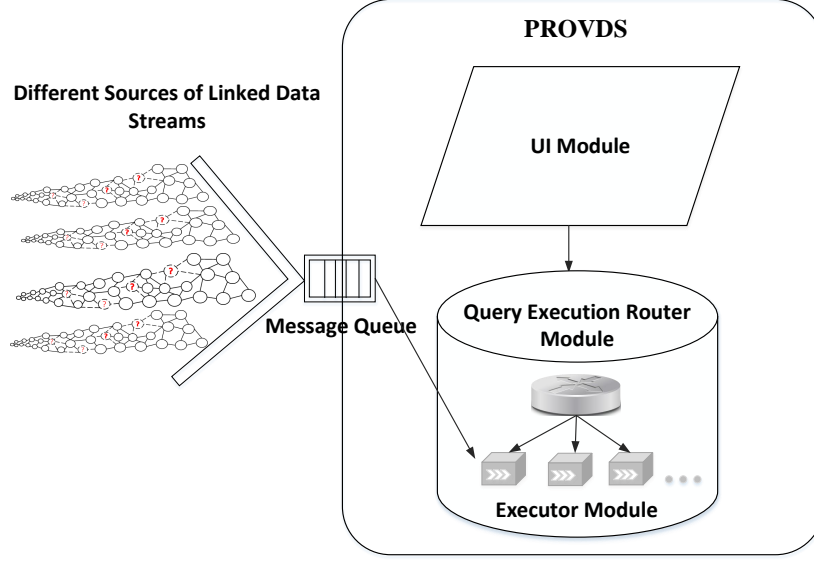 PROVDS
Different Sources of Linked Data
Streams
UI Module
Message Queue
Query Execution Router
Module
Executor Module
? ? ? ? ?
? ? ? ? ?
? ? ? ? ?
? ? ? ? ?